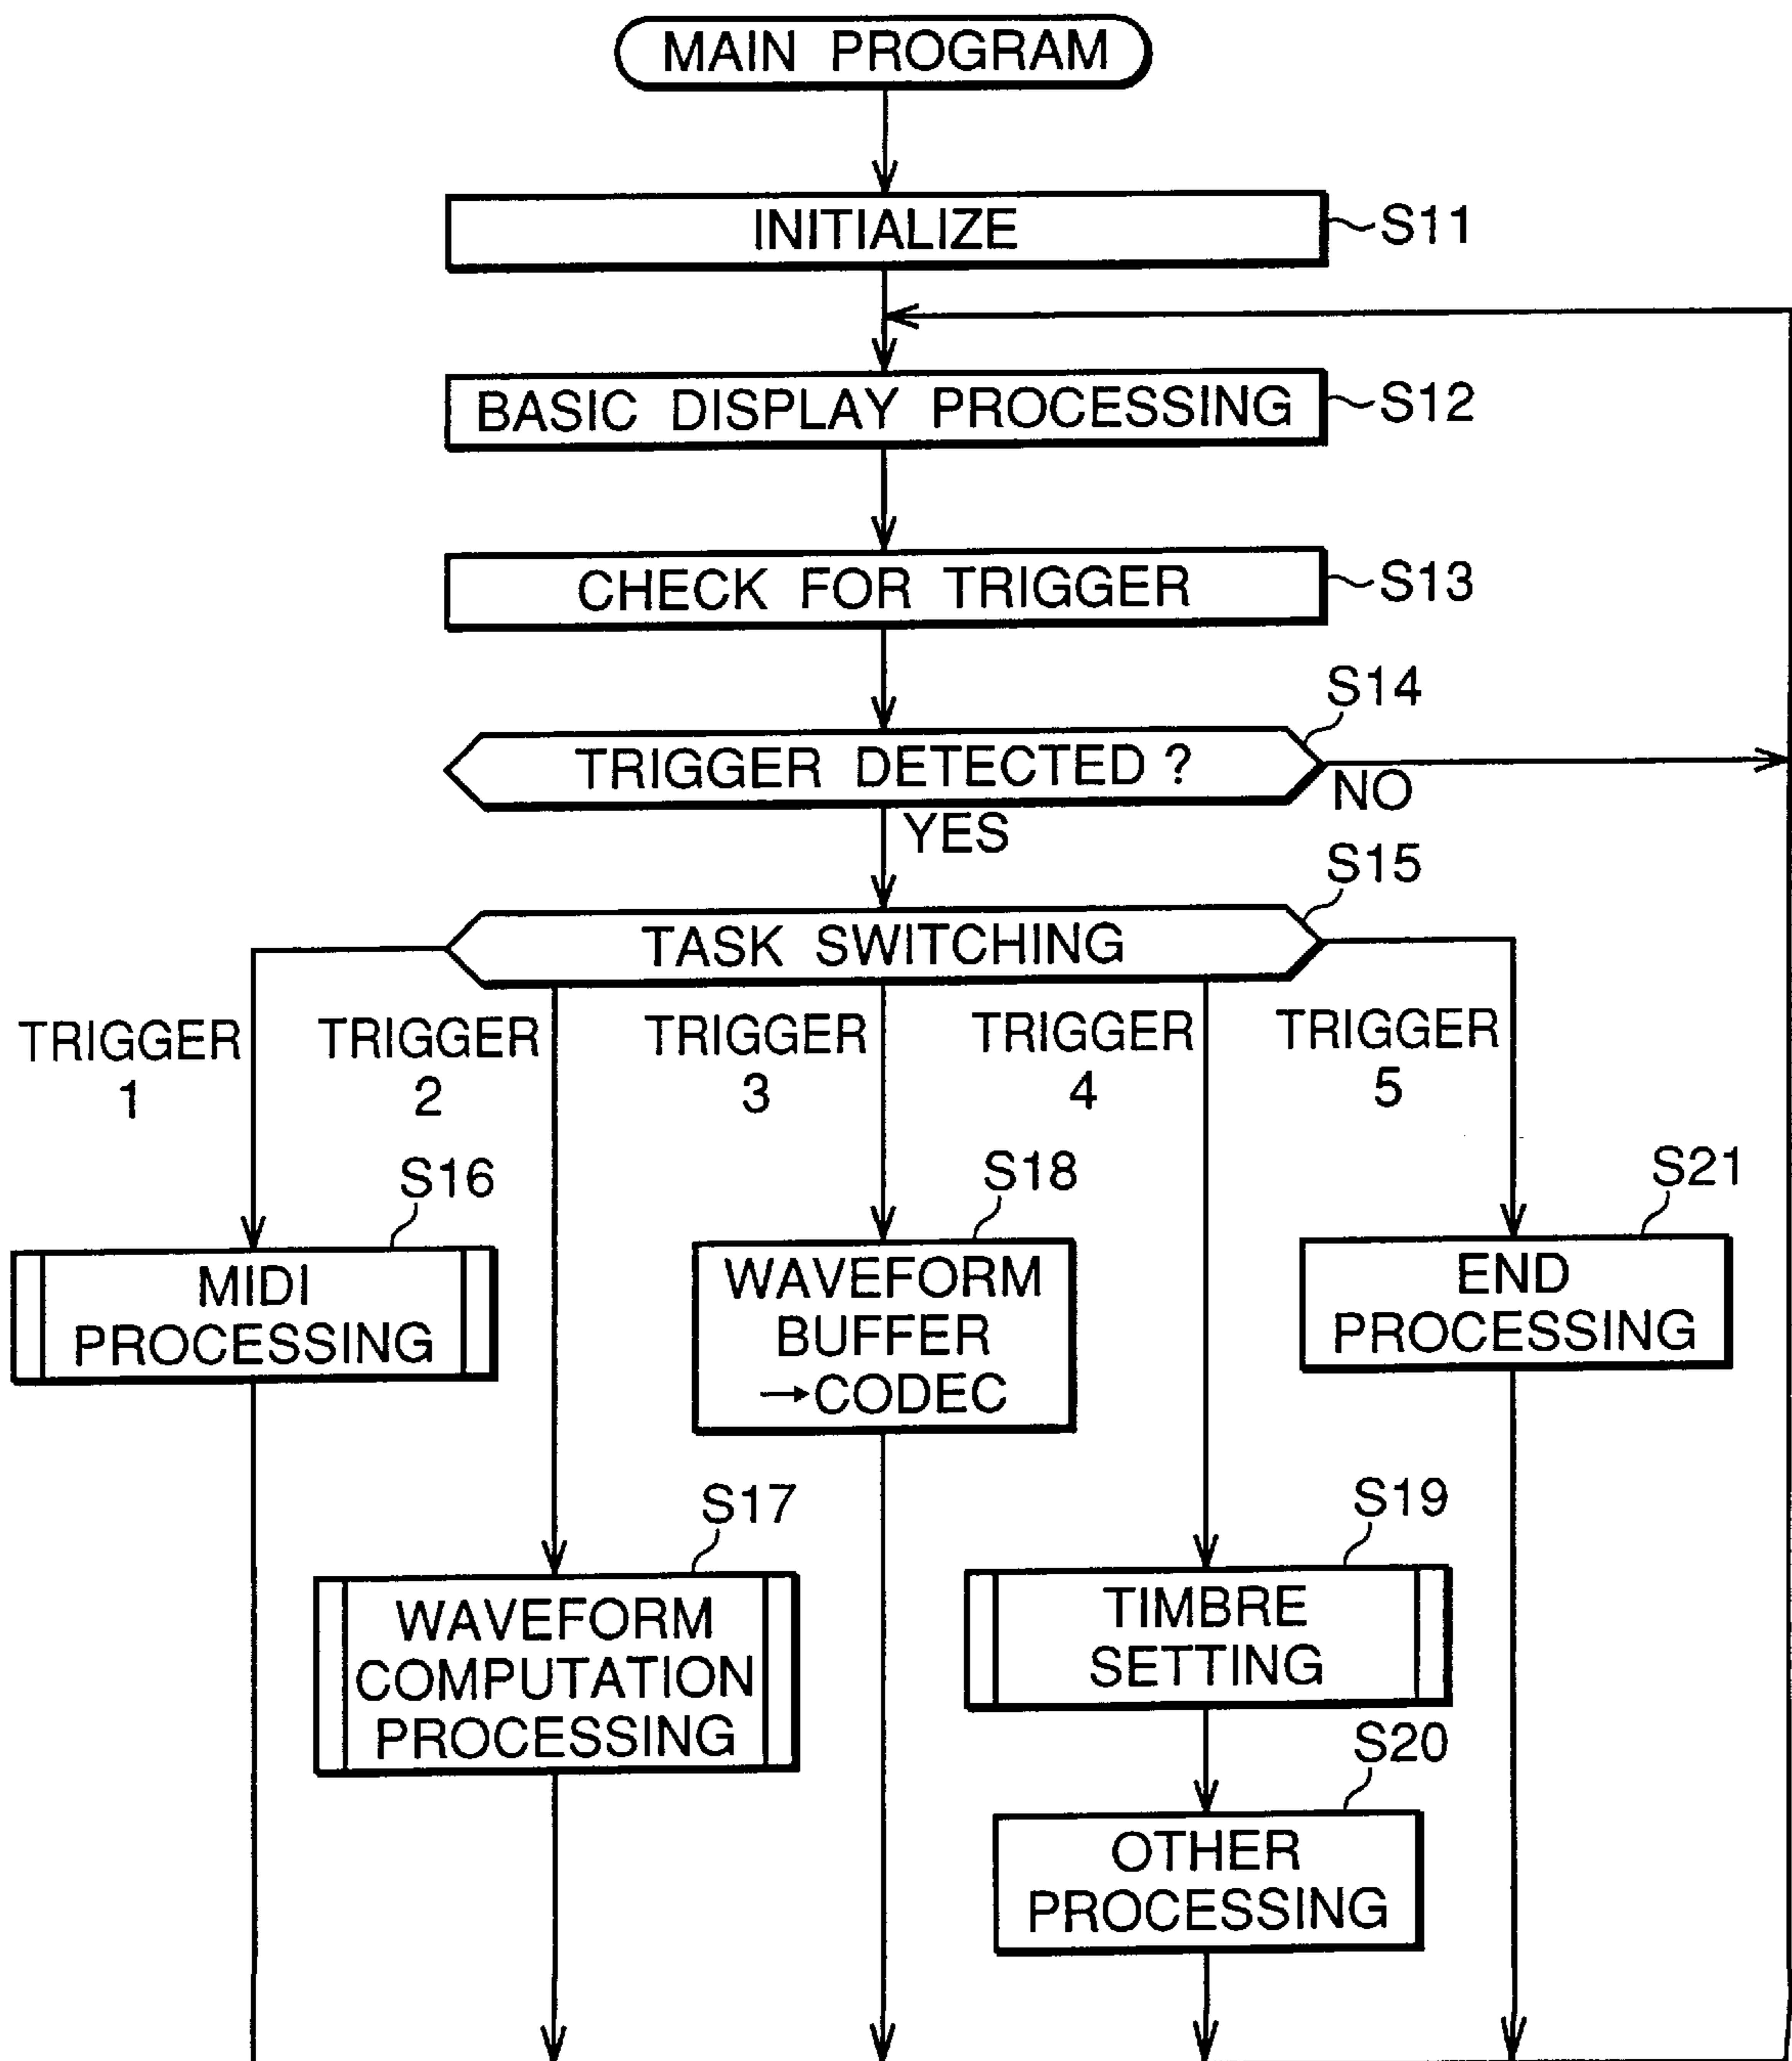 MAIN PROGRAM
INITIALIZE
S11
BASIC DISPLAY PROCESSING
S12
CHECK FOR TRIGGER
S13
S14
TRIGGER DETECTED ?
NO
YES
S15
TASK SWITCHING
TRIGGER
1
TRIGGER
2
TRIGGER
3
TRIGGER
4
TRIGGER
5
S16
MIDI
PROCESSING
S18
WAVEFORM
BUFFER
→CODEC
S21
END
PROCESSING
S17
WAVEFORM
COMPUTATION
PROCESSING
S19
TIMBRE
SETTING
S20
OTHER
PROCESSING